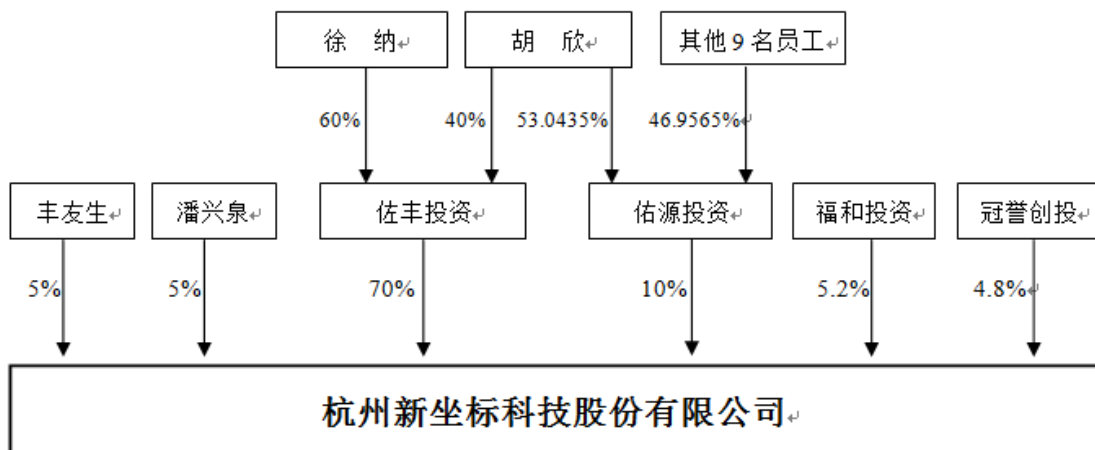 徐 纳
胡 欣
其他 9 名员工
60%
40%
53.0435%
46.9565%
丰友生
潘兴泉
佐丰投资
佑源投资
福和投资
冠誉创投
5%
5%
70%
10%
5.2%
4.8%
杭州新坐标科技股份有限公司